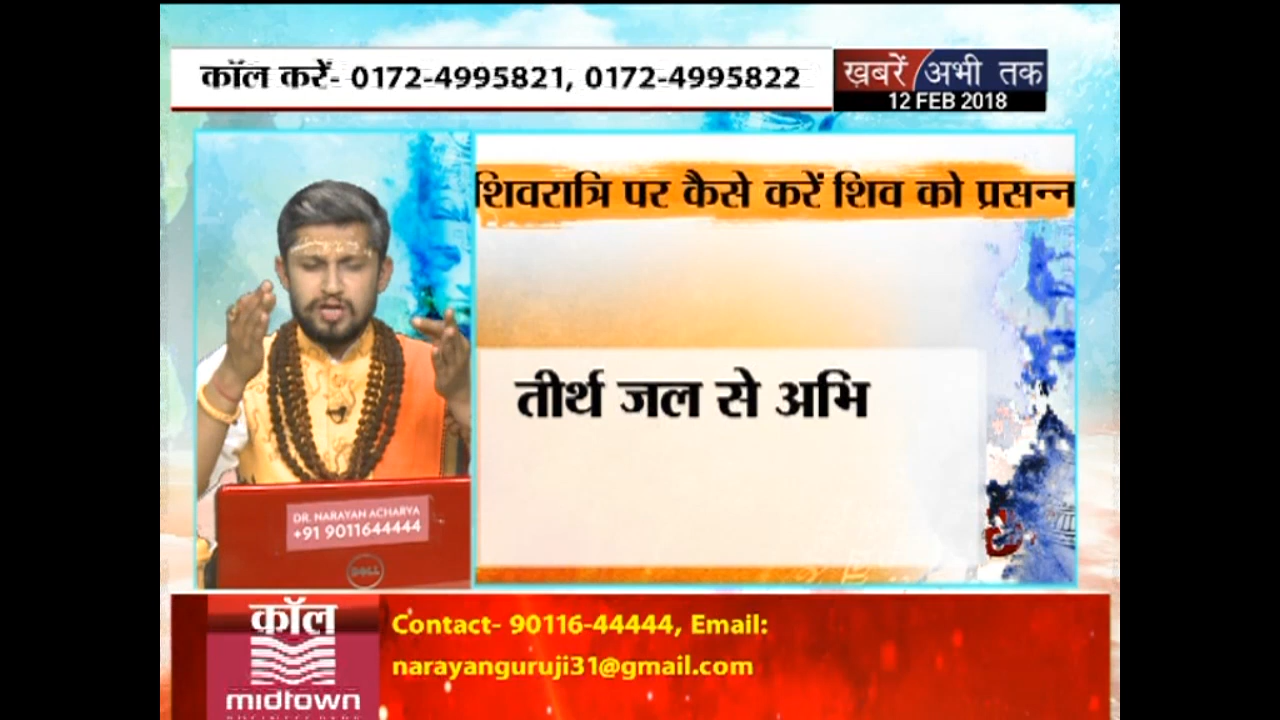 कॉल करें- 0172-4995821, 0172-4995822
ख़बरें अभी तक
12 FEB 2018
शिवरात्रि पर कैसे करें शिव को प्रसन्न
तीर्थ जल से अभि
DR. NARAYAN ACHARYA
+91 9011644444
DELL
कॉल
midtown
Contact- 90116-44444, Email:
narayanguruji31@gmail.com